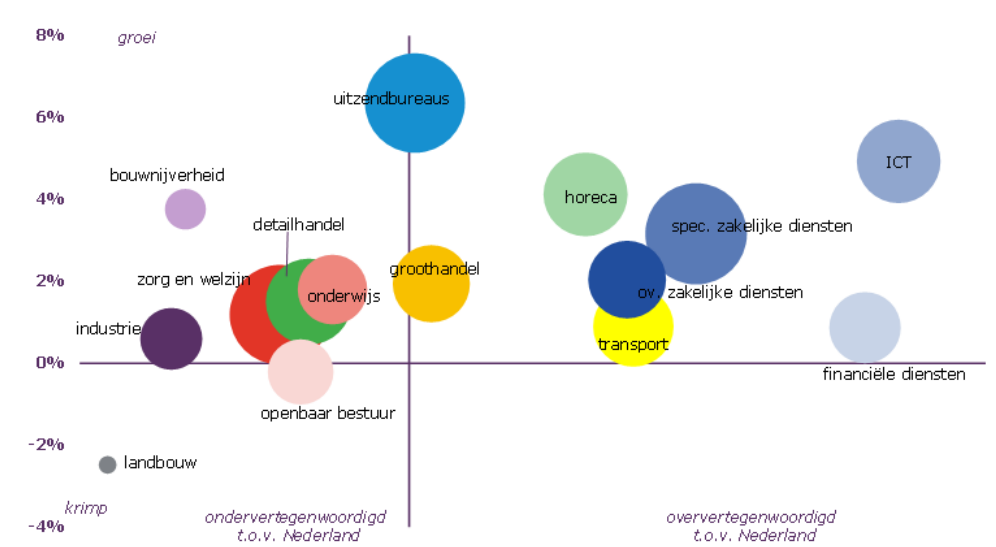 8%
groei
uitzendbureaus
6%
ICT
bouwnijverheid
4%
horeca
detailhandel
spec. zakelijke diensten
zorg en welzijn
groothandel
2%
onderwijs
ov. zakelijke diensten
industrie
transport
0%
financiële diensten
openbaar bestuur
-2%
landbouw
krimp
-4%
ondervertegenwoordigd
t.o.v. Nederland
oververtegenwoordigd
t.o.v. Nederland